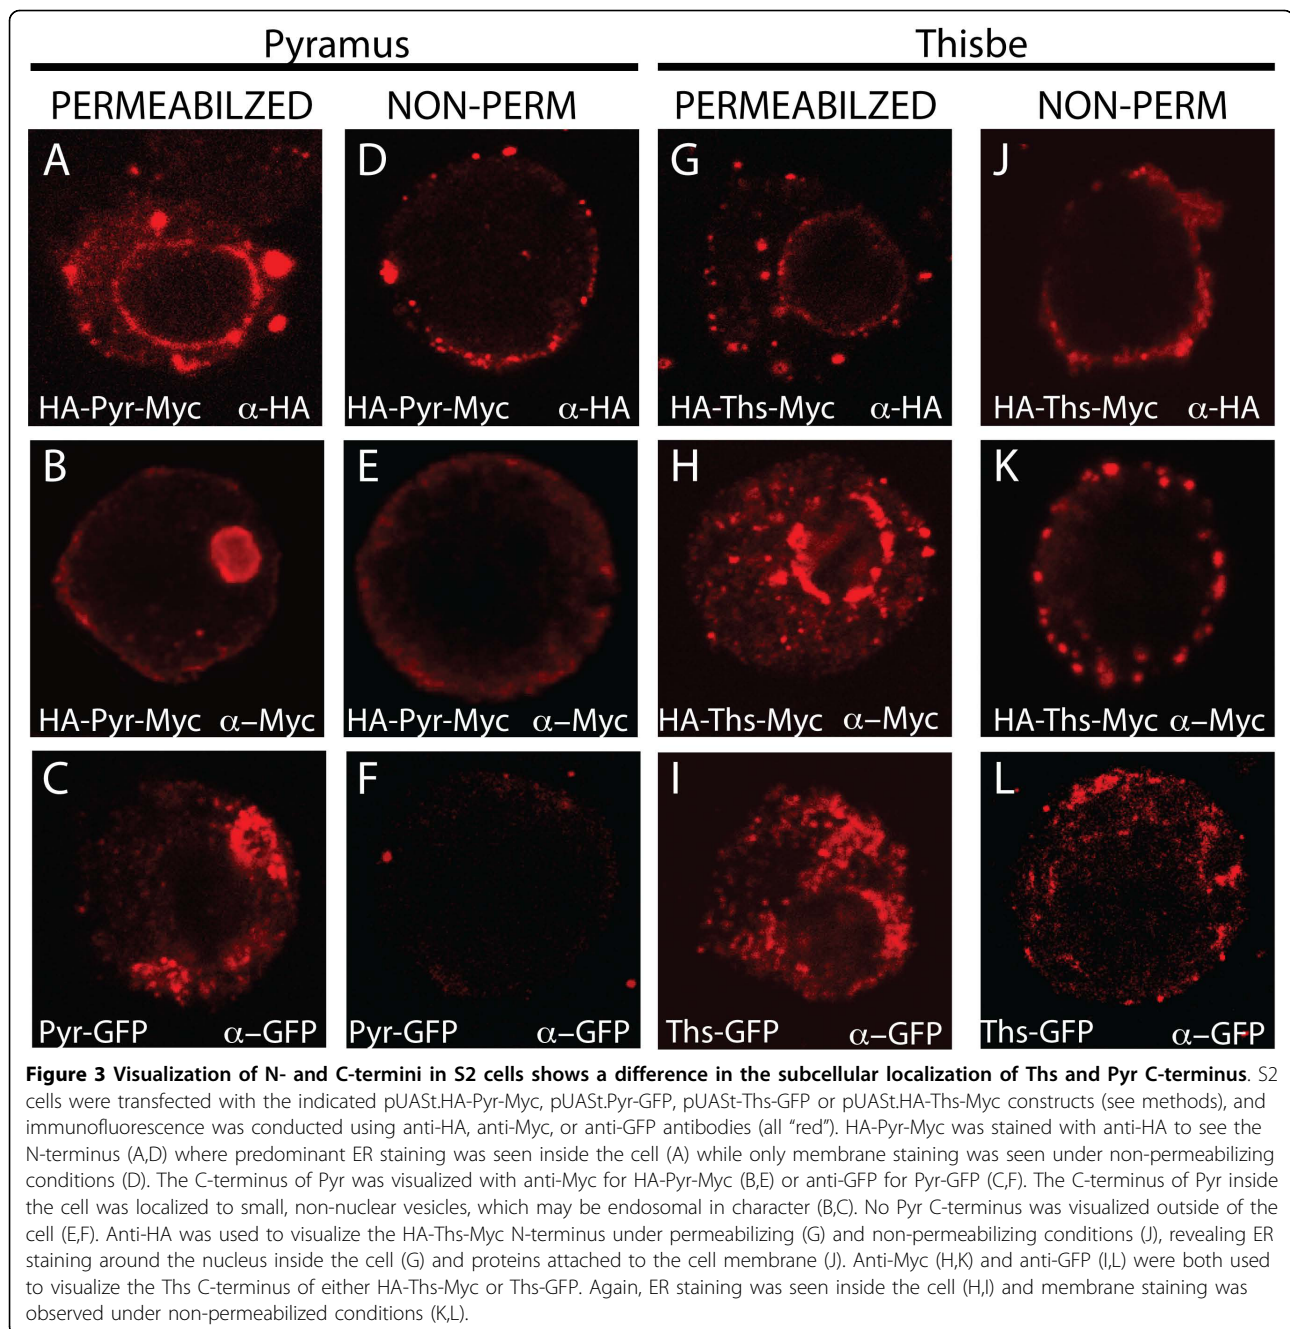 Pyramus
Thisbe
PERMEABILZED
NON-PERM
PERMEABILZED
NON-PERM
A
HA-Pyr-Myc α-HA
D
HA-Pyr-Myc α-HA
G
HA-Ths-Myc α-HA
J
HA-Ths-Myc α-HA
B
HA-Pyr-Myc α–Myc
E
HA-Pyr-Myc α–Myc
H
HA-Ths-Myc α–Myc
K
HA-Ths-Myc α–Myc
C
Pyr-GFP α–GFP
F
Pyr-GFP α–GFP
I
Ths-GFP α–GFP
L
Ths-GFP α–GFP
Figure 3 Visualization of N- and C-termini in S2 cells shows a difference in the subcellular localization of Ths and Pyr C-terminus. S2
cells were transfected with the indicated pUASt.HA-Pyr-Myc, pUASt.Pyr-GFP, pUASt-Ths-GFP or pUASt.HA-Ths-Myc constructs (see methods), and
immunofluorescence was conducted using anti-HA, anti-Myc, or anti-GFP antibodies (all “red”). HA-Pyr-Myc was stained with anti-HA to see the
N-terminus (A,D) where predominant ER staining was seen inside the cell (A) while only membrane staining was seen under non-permeabilizing
conditions (D). The C-terminus of Pyr was visualized with anti-Myc for HA-Pyr-Myc (B,E) or anti-GFP for Pyr-GFP (C,F). The C-terminus of Pyr inside
the cell was localized to small, non-nuclear vesicles, which may be endosomal in character (B,C). No Pyr C-terminus was visualized outside of the
cell (E,F). Anti-HA was used to visualize the HA-Ths-Myc N-terminus under permeabilizing (G) and non-permeabilizing conditions (J), revealing ER
staining around the nucleus inside the cell (G) and proteins attached to the cell membrane (J). Anti-Myc (H,K) and anti-GFP (I,L) were both used
to visualize the Ths C-terminus of either HA-Ths-Myc or Ths-GFP. Again, ER staining was seen inside the cell (H,I) and membrane staining was
observed under non-permeabilized conditions (K,L).